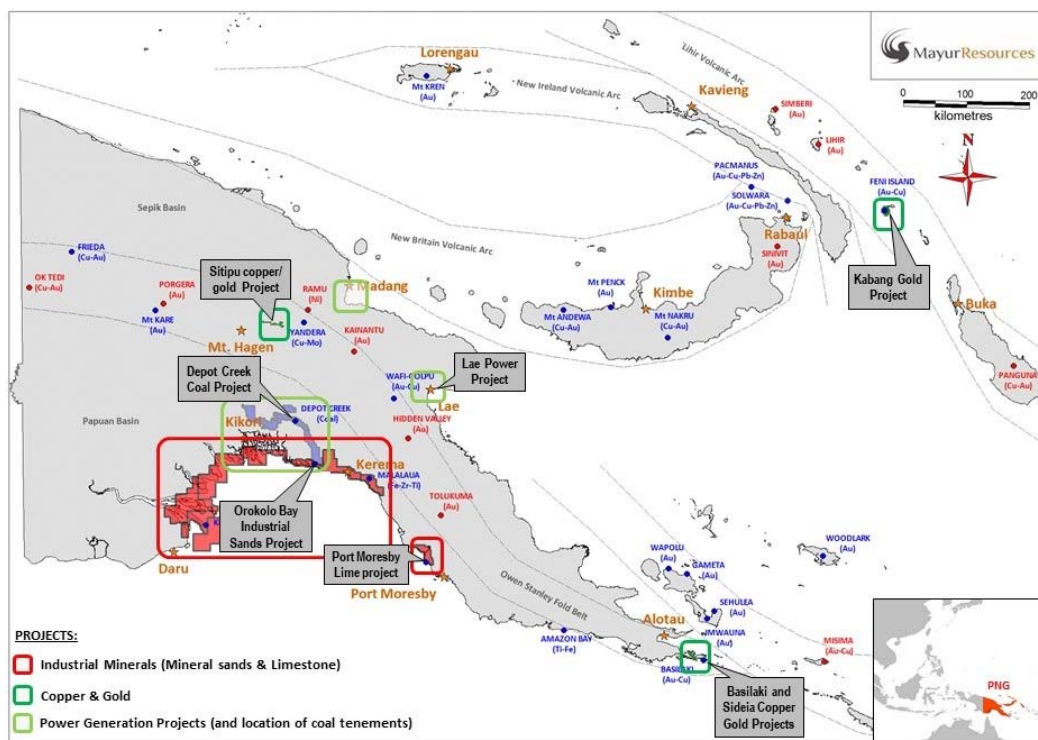 MayurResources
0 100 200
kilometres
N
Lorengau
Mt KREN
(Au)
Lihir Volcanic Arc
New Ireland Volcanic Arc
Kavieng
SIMBERI
(Au)
LIHIR
(Au)
PACMANUS
(Au-Cu-Pb-Zn)
SOLWARA
(Au-Cu-Pb-Zn)
FENI ISLAND
(Au-Cu)
Sepik Basin
New Britain Volcanic Arc
Rabaul
SINIVIT
(Au)
Kabang Gold
Project
FRIEDA
(Cu-Au)
OK TEDI
(Cu-Au)
PORGERA
(Au)
Mt KARE
(Au)
Sitipu copper/
gold Project
RAMU
(Ni)
Madang
Mt PENCK
(Au)
Kimbe
Mt ANDEWA
(Cu-Au)
Mt NAKRU
(Cu-Au)
Buka
Mt. Hagen
YANDERA
(Cu-Mo)
KAINANTU
(Au)
PANGUNA
(Cu-Au)
Depot Creek
Coal Project
WAFI-GOLPU
(Au-Cu)
Lae Power
Project
Lae
Papuan Basin
Kikori
DEPOT CREEK
(Coal)
HIDDEN VALLEY
(Au)
Kerema
MALALAUA
(Fe-Zr-Ti)
Orokolo Bay
Industrial
Sands Project
TOLUKUMA
(Au)
Daru
Port Moresby
Lime project
Port Moresby
Owen Stanley Fold Belt
WAPOLU
(Au)
GAMETA
(Au)
WOODLARK
(Au)
SEHULEA
(Au)
Alotau
IMWAUNA
(Au)
AMAZON BAY
(Ti-Fe)
MISIMA
(Au-Cu)
BASILAKI
(Au-Cu)
Basilaki and
Sideia Copper
Gold Projects
PROJECTS:
Industrial Minerals (Mineral sands & Limestone)
Copper & Gold
Power Generation Projects (and location of coal tenements)
PNG